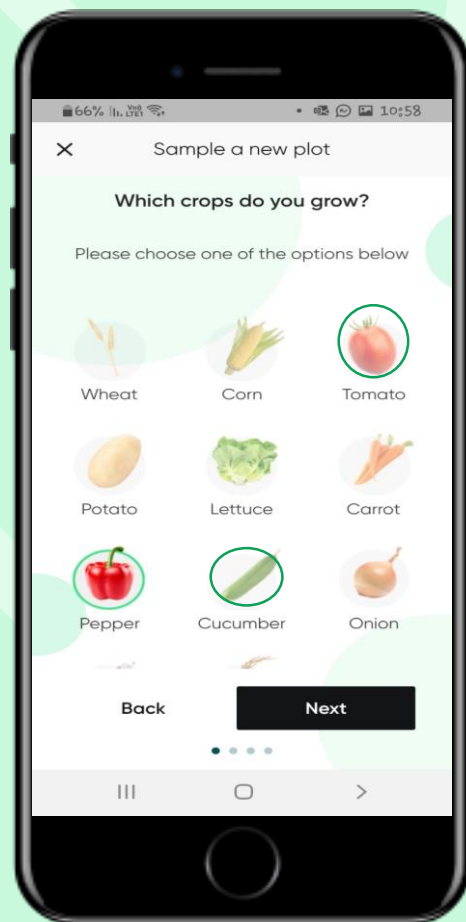 66% 10:58
Sample a new plot
Which crops do you grow?
Please choose one of the options below
Wheat Corn Tomato
Potato Lettuce Carrot
Pepper Cucumber Onion
Back Next